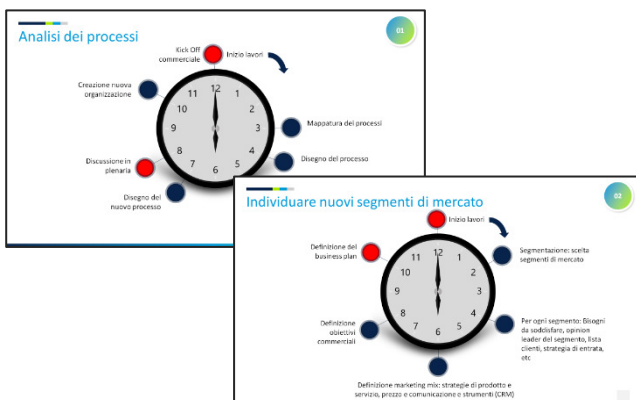 Analisi dei processi
01
Kick Off
commerciale
Inizio lavori
Creazione nuova
organizzazione
12
1
2
3
4
5
6
7
8
9
10
11
Mappatura dei processi
Disegno del processo
Discussione in
plenaria
Disegno del
nuovo processo
Individuare nuovi segmenti di mercato
02
Inizio lavori
Definizione del
business plan
Segmentazione: scelta
segmenti di mercato
12
1
2
3
4
5
6
7
8
9
10
11
Per ogni segmento: Bisogni
da soddisfare, opinion
leader del segmento, lista
clienti, strategia di entrata,
etc
Definizione
obiettivi
commerciali
Definizione marketing mix: strategie di prodotto e
servizio, prezzo e comunicazione e strumenti (CRM)